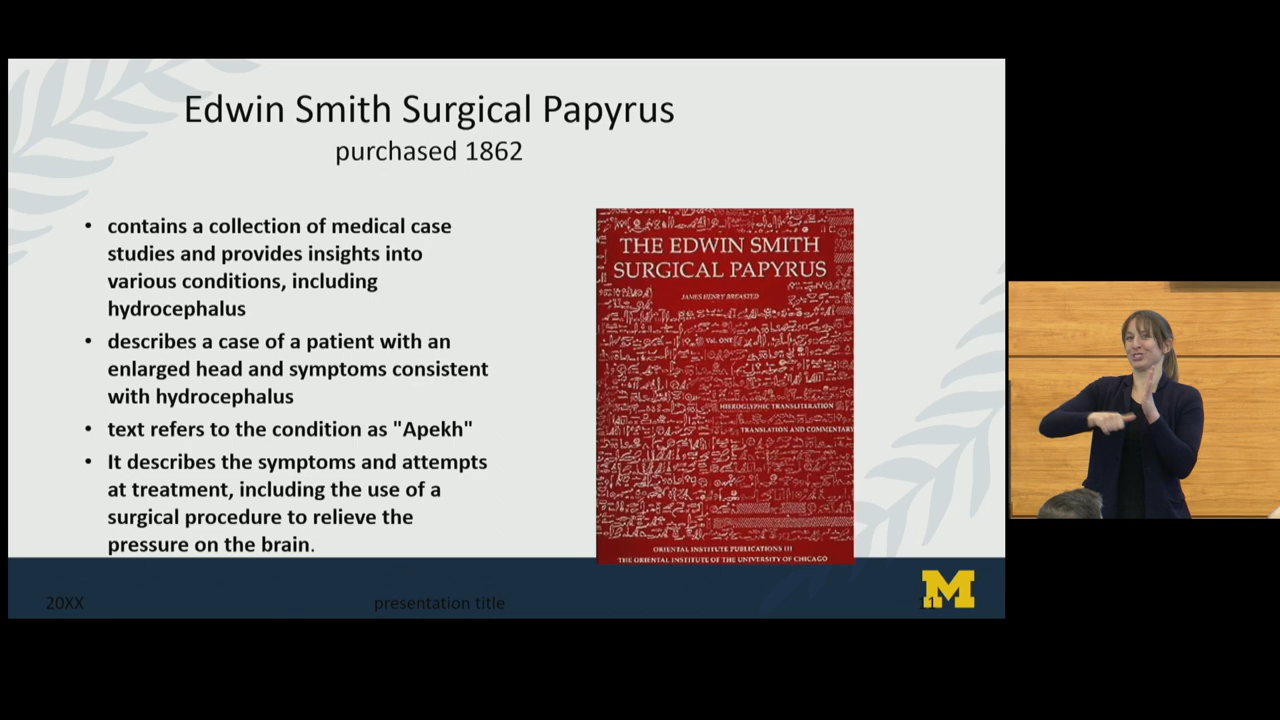 Edwin Smith Surgical Papyrus
purchased 1862
• contains a collection of medical case
studies and provides insights into
various conditions, including
hydrocephalus
• describes a case of a patient with an
enlarged head and symptoms consistent
with hydrocephalus
• text refers to the condition as "Apekh"
• It describes the symptoms and attempts
at treatment, including the use of a
surgical procedure to relieve the
pressure on the brain.
THE EDWIN SMITH
SURGICAL PAPYRUS
JAMES HENRY BREASTED
VOL. ONE
HIEROGLYPHIC TRANSLITERATION
TRANSLATION AND COMMENTARY
ORIENTAL INSTITUTE PUBLICATIONS III
THE ORIENTAL INSTITUTE OF THE UNIVERSITY OF CHICAGO
20XX
presentation title
11
M